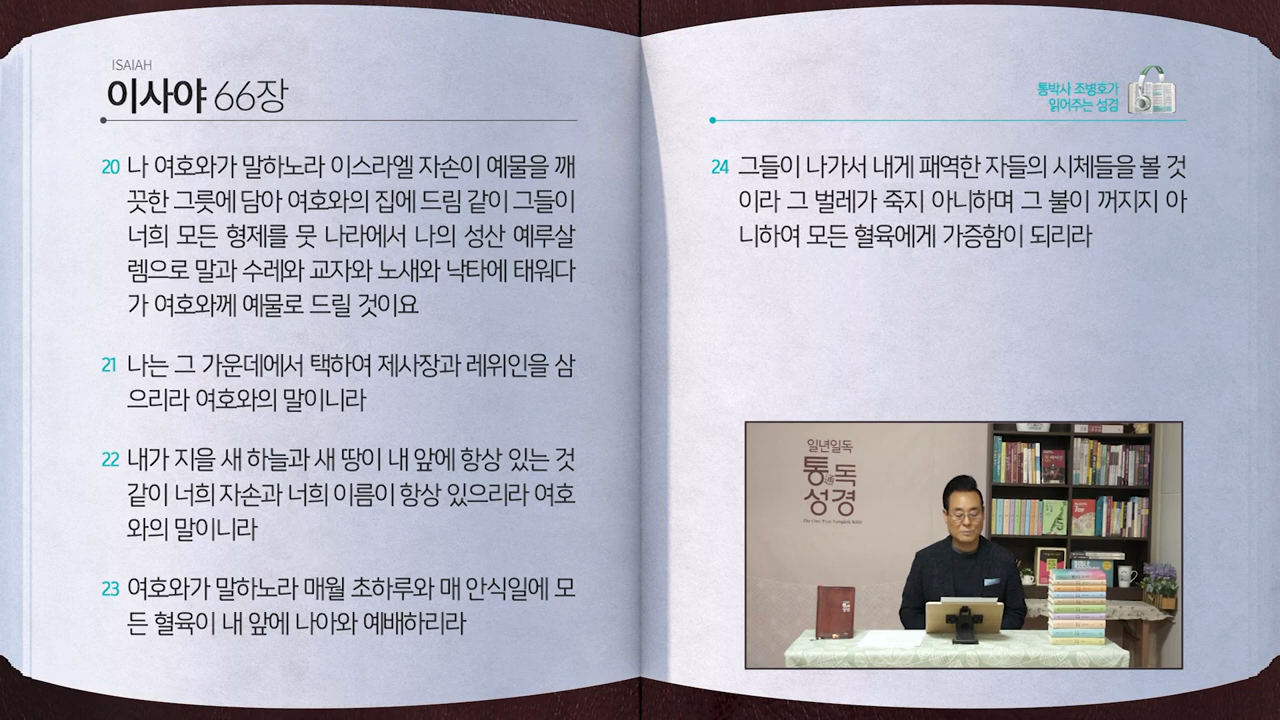 ISAIAH
이사야 66장
20 나 여호와가 말하노라 이스라엘 자손이 예물을 깨
끗한 그릇에 담아 여호와의 집에 드림 같이 그들이
너희 모든 형제를 뭇 나라에서 나의 성산 예루살
렘으로 말과 수레와 교자와 노새와 낙타에 태워다
가 여호와께 예물로 드릴 것이요
21 나는 그 가운데에서 택하여 제사장과 레위인을 삼
으리라 여호와의 말이니라
22 내가 지을 새 하늘과 새 땅이 내 앞에 항상 있는 것
같이 너희 자손과 너희 이름이 항상 있으리라 여호
와의 말이니라
23 여호와가 말하노라 매월 초하루와 매 안식일에 모
든 혈육이 내 앞에 나아와 예배하리라
통박사 조병호가
읽어주는 성경
24 그들이 나가서 내게 패역한 자들의 시체들을 볼 것
이라 그 벌레가 죽지 아니하며 그 불이 꺼지지 아
니하여 모든 혈육에게 가증함이 되리라
일년일독
통독
성경